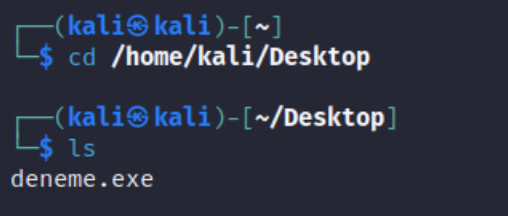 ┌──(kali㉿kali)-[~]
└─$ cd /home/kali/Desktop
┌──(kali㉿kali)-[~/Desktop]
└─$ ls
deneme.exe